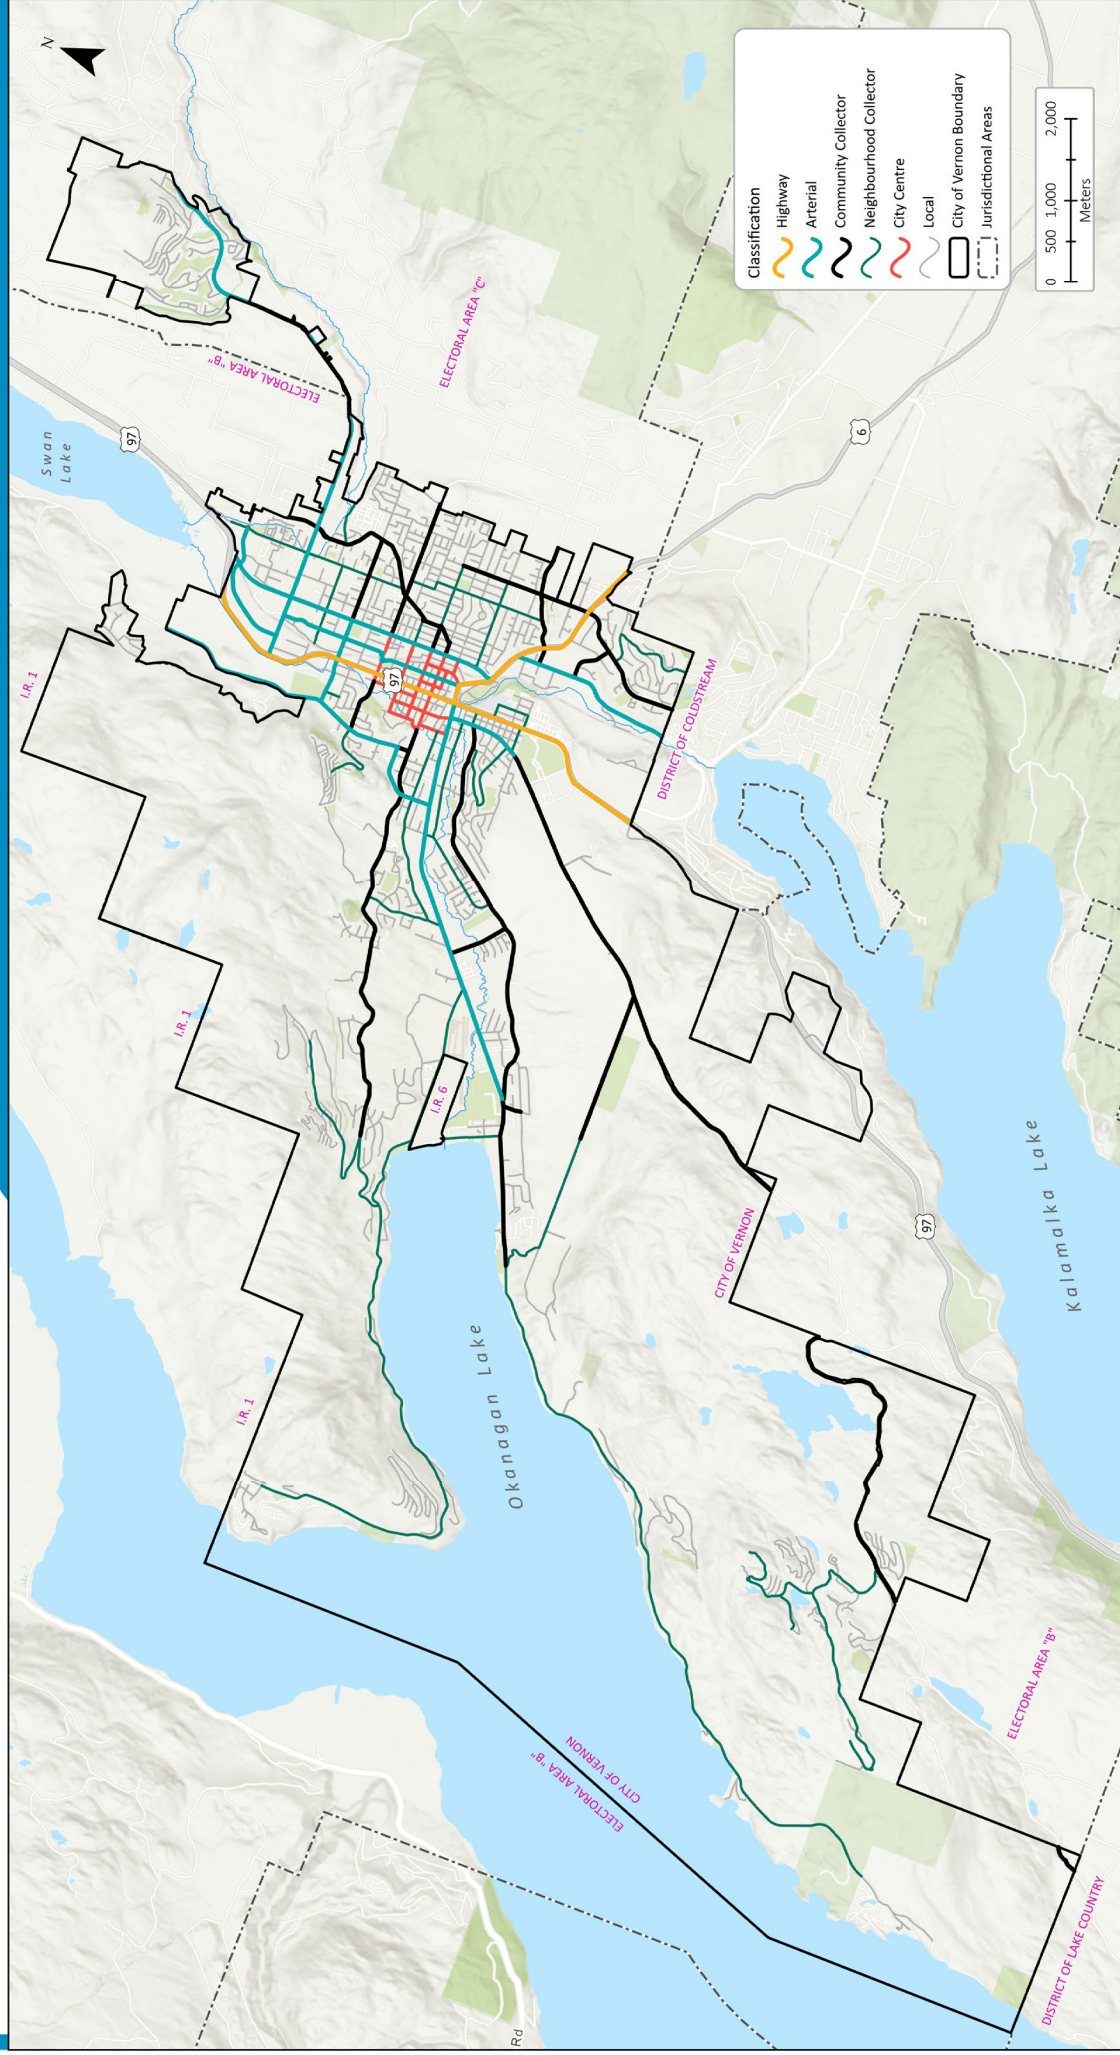 N
Swan
Lake
97
ELECTORAL AREA "B"
ELECTORAL AREA "C"
I.R. 1
97
6
I.R. 1
I.R. 6
DISTRICT OF COLDSTREAM
I.R. 1
Okanagan Lake
CITY OF VERNON
97
Kalamalka Lake
CITY OF VERNON
ELECTORAL AREA "B"
ELECTORAL AREA "B"
DISTRICT OF LAKE COUNTRY
Rd
Classification
Highway
Arterial
Community Collector
Neighbourhood Collector
City Centre
Local
City of Vernon Boundary
Jurisdictional Areas
0 500 1,000 2,000
Meters